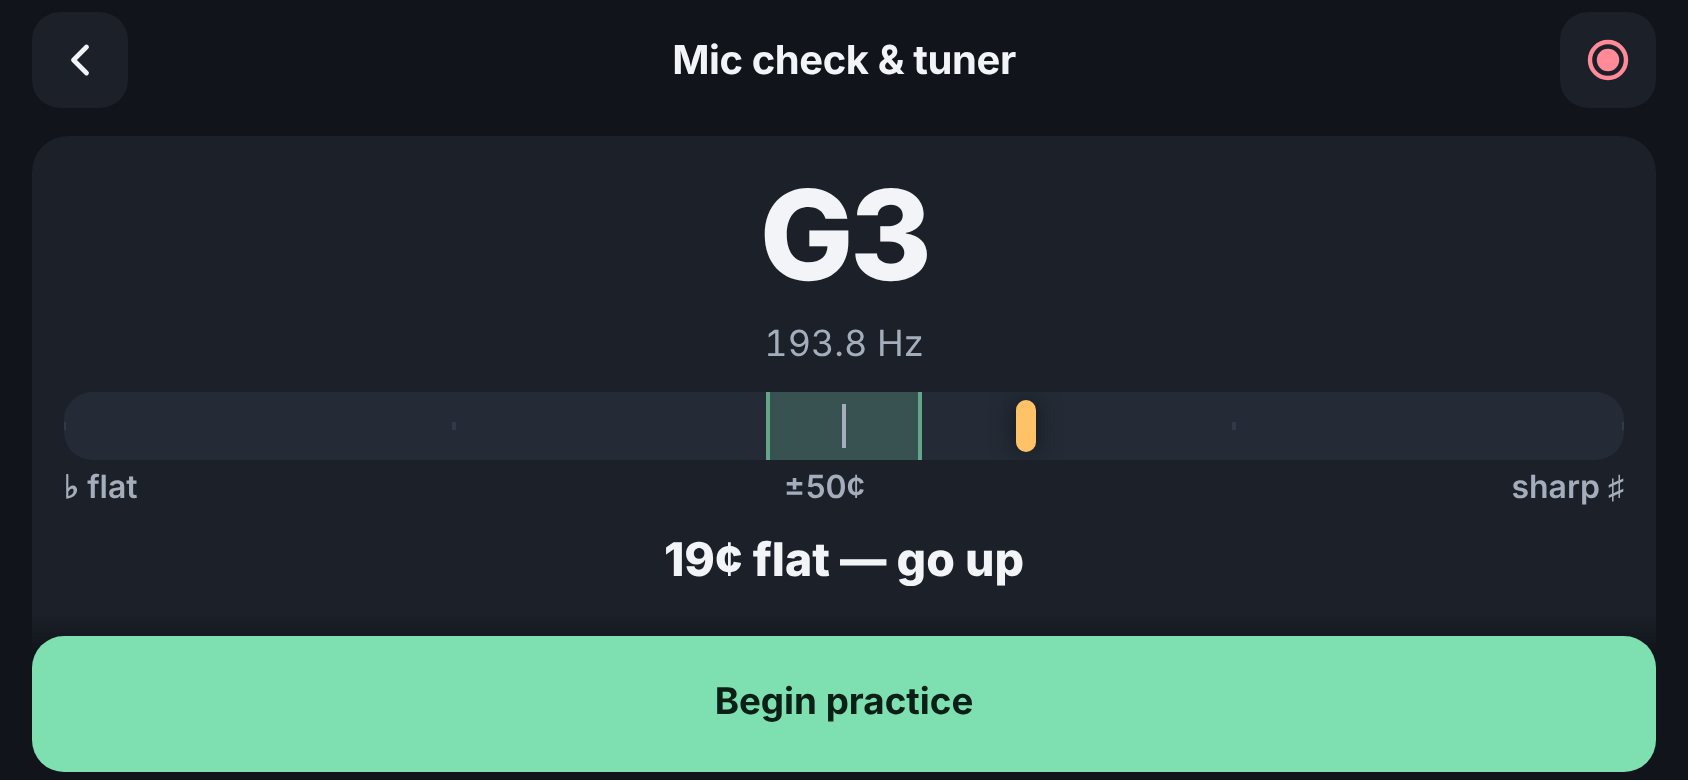 Mic check & tuner
G3
193.8 Hz
♭ flat
±50¢
sharp ♯
19¢ flat — go up
Begin practice